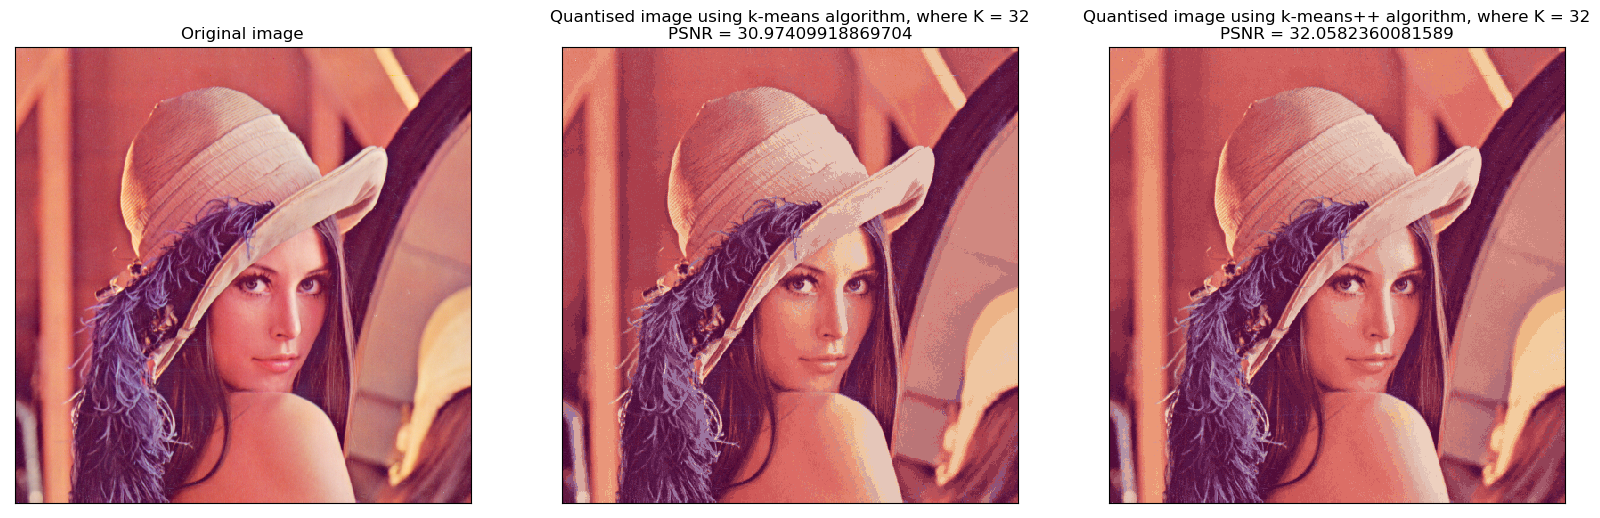 Original image
Quantised image using k-means algorithm, where K = 32
PSNR = 30.97409918869704
Quantised image using k-means++ algorithm, where K = 32
PSNR = 32.0582360081589